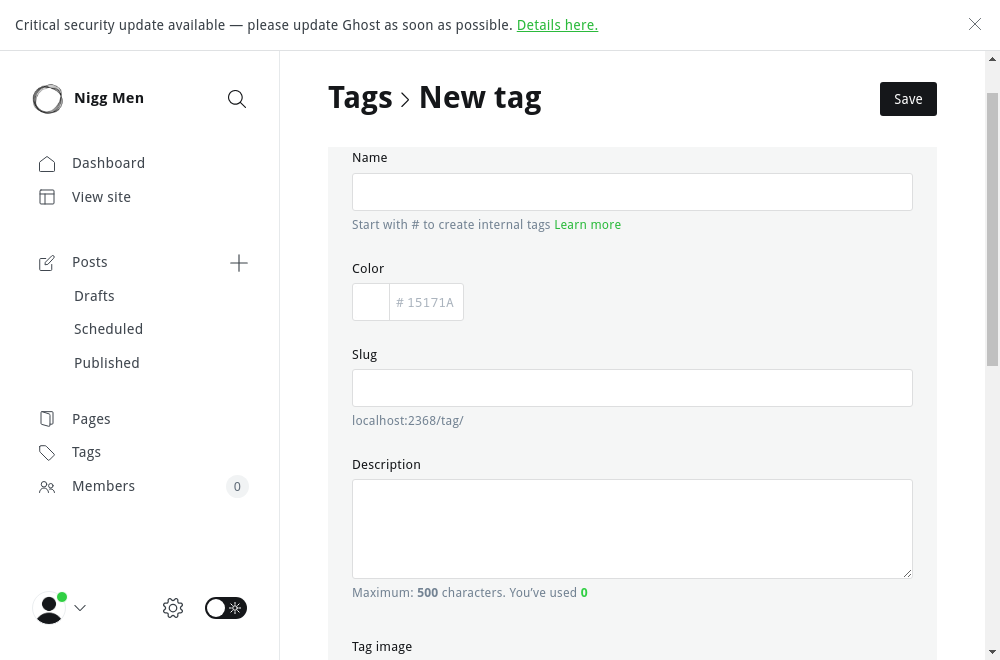 Critical security update available — please update Ghost as soon as possible. Details here.
Nigg Men
Tags > New tag
Save
Dashboard
View site
Posts
Drafts
Scheduled
Published
Pages
Tags
Members
0
Name
Start with # to create internal tags Learn more
Color
# 15171A
Slug
localhost:2368/tag/
Description
Maximum: 500 characters. You've used 0
Tag image